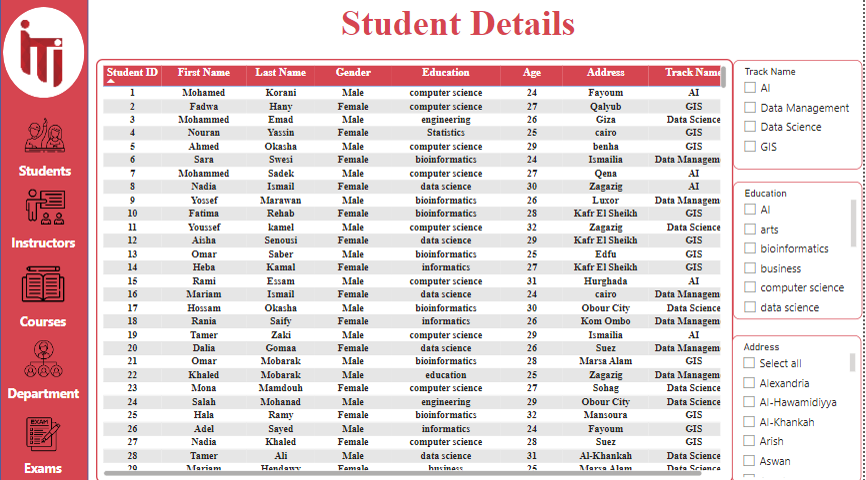 Student Details
iTi
Students
Instructors
Courses
Department
EXAM
Exams
Student ID First Name Last Name Gender Education Age Address Track Name
1 Mohamed Korani Male computer science 24 Fayoum AI
2 Fadwa Hany Female computer science 27 Qalyub GIS
3 Mohammed Emad Male engineering 26 Giza Data Science
4 Nouran Yassin Female Statistics 25 cairo GIS
5 Ahmed Okasha Male computer science 29 benha GIS
6 Sara Swesi Female bioinformatics 24 Ismailia Data Managem
7 Mohammed Sadek Male computer science 27 Qena AI
8 Nadia Ismail Female data science 30 Zagazig AI
9 Yossef Marawan Male bioinformatics 26 Luxor Data Managem
10 Fatima Rehab Female bioinformatics 28 Kafr El Sheikh GIS
11 Youssef kamel Male computer science 32 Zagazig Data Science
12 Aisha Senousi Female data science 29 Kafr El Sheikh GIS
13 Omar Saber Male bioinformatics 25 Edfu GIS
14 Heba Kamal Female informatics 27 Kafr El Sheikh GIS
15 Rami Essam Male computer science 31 Hurghada AI
16 Mariam Ismail Female data science 24 cairo Data Managem
17 Hossam Okasha Male bioinformatics 30 Obour City Data Science
18 Rania Saify Female informatics 26 Kom Ombo Data Managem
19 Tamer Zaki Male computer science 29 Ismailia AI
20 Dalia Gomaa Female data science 26 Suez Data Managem
21 Omar Mobarak Male bioinformatics 28 Marsa Alam GIS
22 Khaled Mobarak Male education 25 Zagazig Data Managem
23 Mona Mamdouh Female computer science 27 Sohag Data Science
24 Salah Mohanad Male engineering 29 Obour City Data Science
25 Hala Ramy Female bioinformatics 32 Mansoura GIS
26 Adel Sayed Male informatics 24 Fayoum GIS
27 Nadia Khaled Female computer science 28 Suez GIS
28 Tamer Ali Male data science 31 Al-Khankah Data Science
29 Mariam Hendawy Female business 25 Marsa Alam Data Science
Track Name
AI
Data Management
Data Science
GIS
Education
AI
arts
bioinformatics
business
computer science
data science
Address
Select all
Alexandria
Al-Hawamidiyya
Al-Khankah
Arish
Aswan